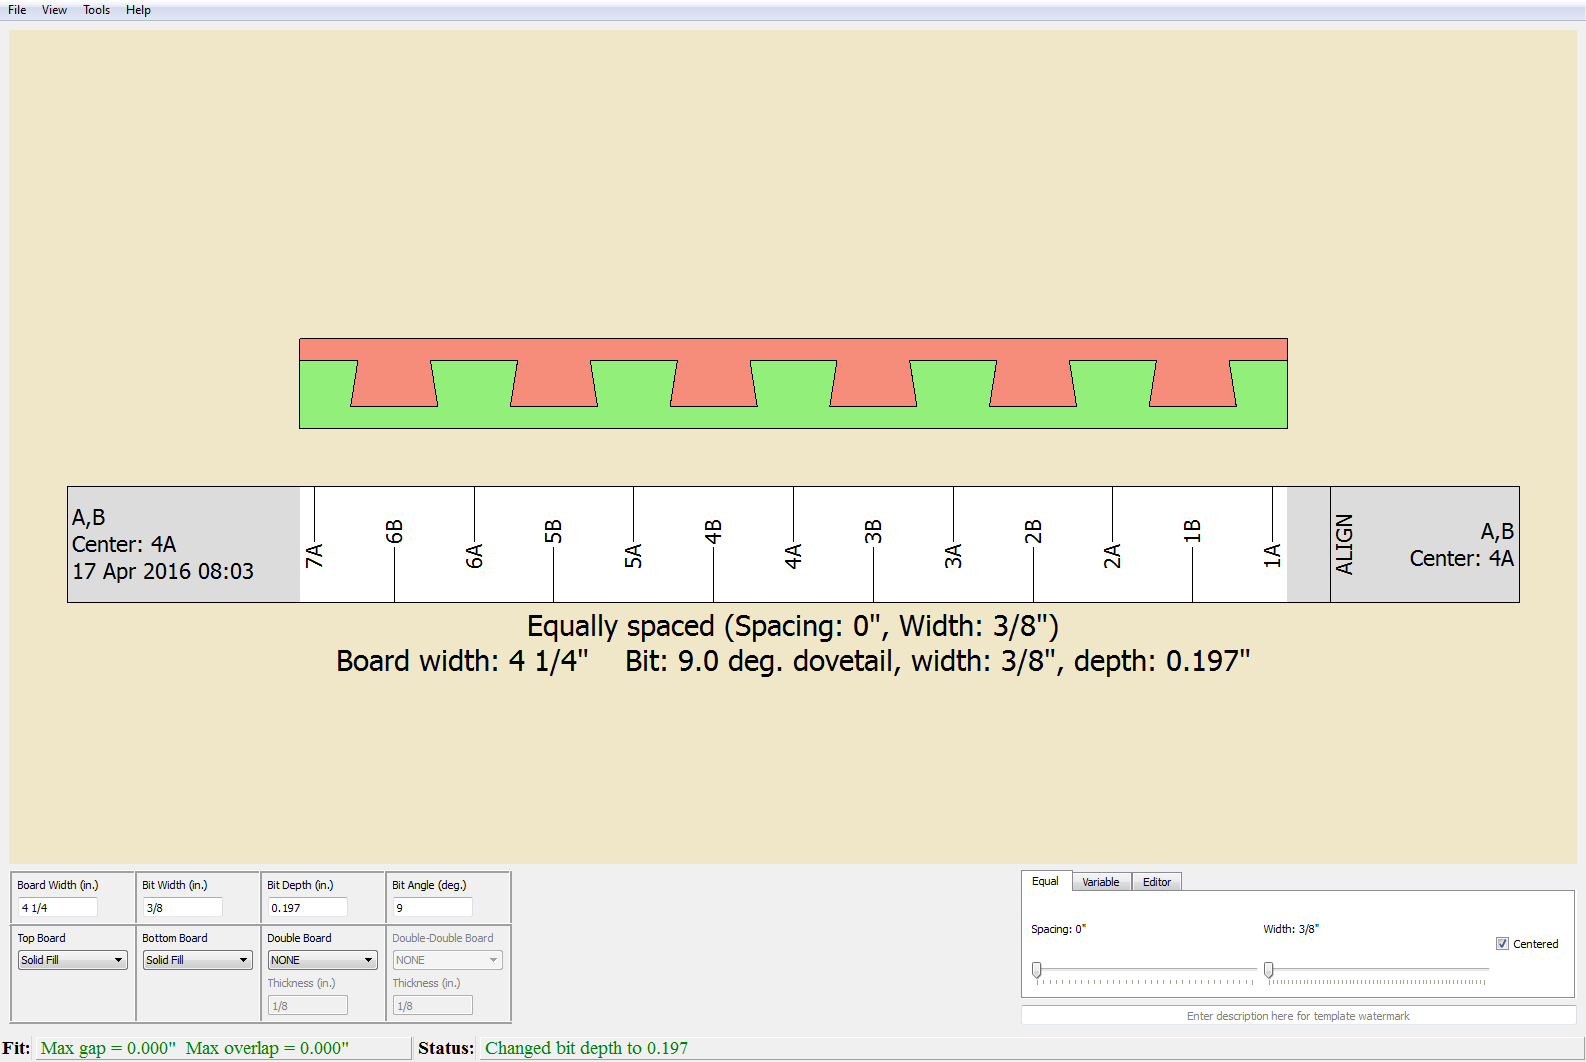 File View Tools Help
A,B
Center: 4A
17 Apr 2016 08:03
7A 6B 6A 5B 5A 4B 4A 3B 3A 2B 2A 1B 1A
ALIGN
A,B
Center: 4A
Equally spaced (Spacing: 0", Width: 3/8")
Board width: 4 1/4" Bit: 9.0 deg. dovetail, width: 3/8", depth: 0.197"
Board Width (in.) Bit Width (in.) Bit Depth (in.) Bit Angle (deg.)
4 1/4 3/8 0.197 9
Top Board Bottom Board Double Board Double-Double Board
Solid Fill Solid Fill NONE NONE
Thickness (in.) Thickness (in.)
1/8 1/8
Equal Variable Editor
Spacing: 0" Width: 3/8"
Centered
Enter description here for template watermark
Fit: Max gap = 0.000" Max overlap = 0.000" Status: Changed bit depth to 0.197